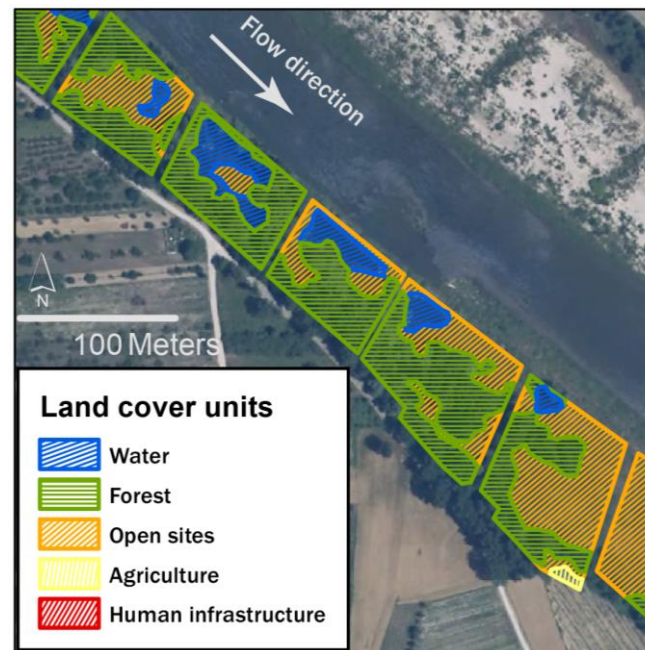 Flow direction
N
100 Meters
Land cover units
Water
Forest
Open sites
Agriculture
Human infrastructure